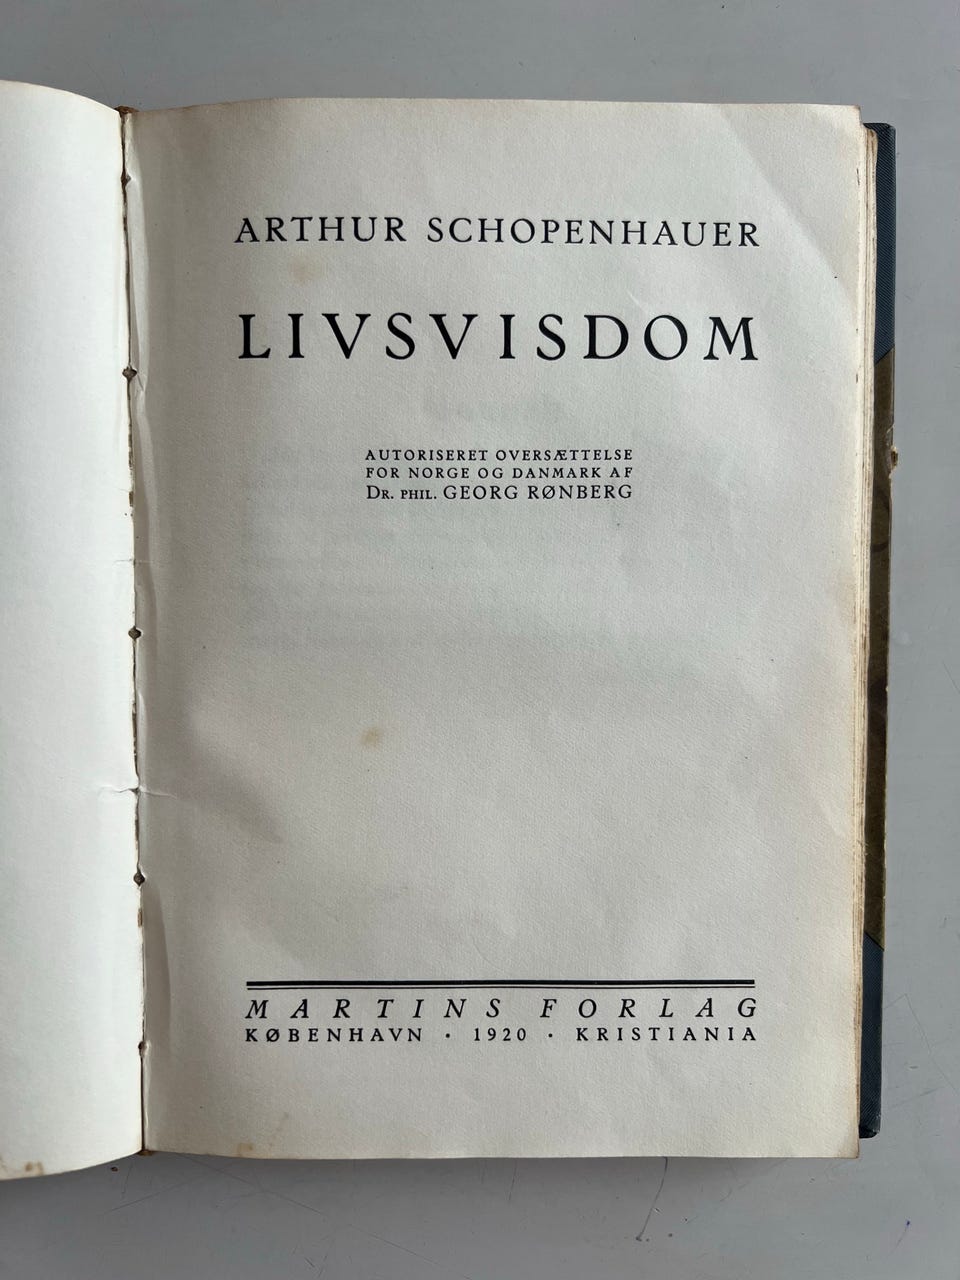 ARTHUR SCHOPENHAUER
LIVSVISDOM
AUTORISERET OVERSÆTTELSE
FOR NORGE OG DANMARK AF
DR. PHIL. GEORG RØNBERG
MARTINS FORLAG
KØBENHAVN · 1920 · KRISTIANIA